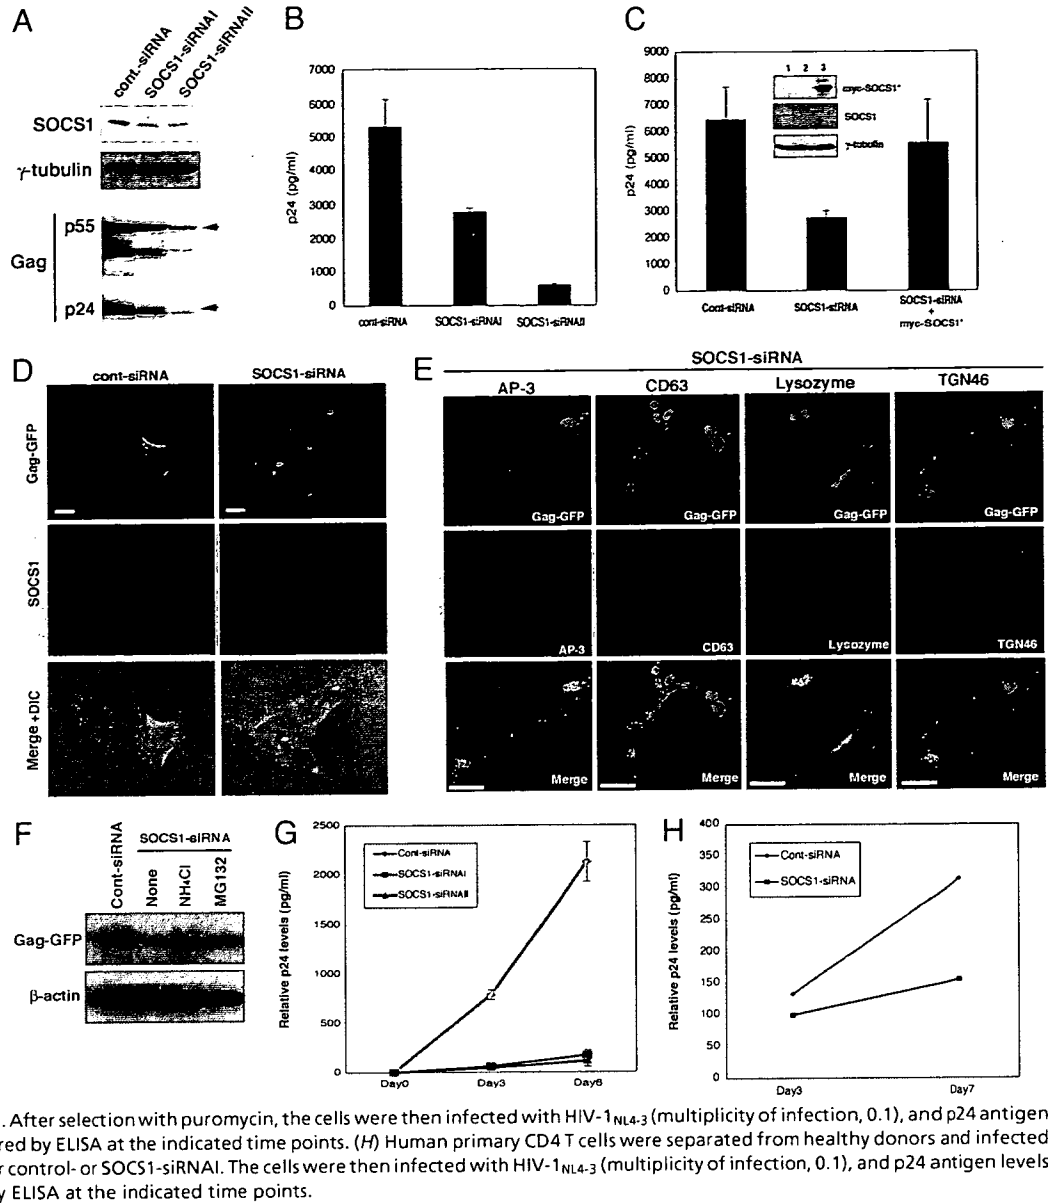 A
cont.-siRNA
SOCS1-siRNAI
SOCS1-siRNAII
SOCS1
γ-tubulin
Gag
p55
p24
B
p24 (pg/ml)
7000
6000
5000
4000
3000
2000
1000
0
cont-siRNA
SOCS1-siRNAI
SOCS1-siRNAII
C
p24 (pg/ml)
9000
8000
7000
6000
5000
4000
3000
2000
1000
0
1 2 3
myc-SOCS1*
SOCS1
γ-tubulin
Cont-siRNA
SOCS1-siRNA
SOCS1-siRNA
+
myc-SOCS1*
D
cont-siRNA
SOCS1-siRNA
Gag-GFP
SOCS1
Merge +DIC
E
SOCS1-siRNA
AP-3
CD63
Lysozyme
TGN46
Gag-GFP
Gag-GFP
Gag-GFP
Gag-GFP
AP-3
CD63
Lysozyme
TGN46
Merge
Merge
Merge
Merge
F
Cont-siRNA
SOCS1-siRNA
None
NH₄Cl
MG132
Gag-GFP
β-actin
G
Relative p24 levels (pg/ml)
2500
2000
1500
1000
500
0
Cont-siRNA
SOCS1-siRNAI
SOCS1-siRNAII
Day0
Day3
Day6
H
Relative p24 levels (pg/ml)
400
350
300
250
200
150
100
50
0
Cont-siRNA
SOCS1-siRNA
Day3
Day7
. After selection with puromycin, the cells were then infected with HIV-1NL4-3 (multiplicity of infection, 0.1), and p24 antigen
red by ELISA at the indicated time points. (H) Human primary CD4 T cells were separated from healthy donors and infected
r control- or SOCS1-siRNAI. The cells were then infected with HIV-1NL4-3 (multiplicity of infection, 0.1), and p24 antigen levels
y ELISA at the indicated time points.